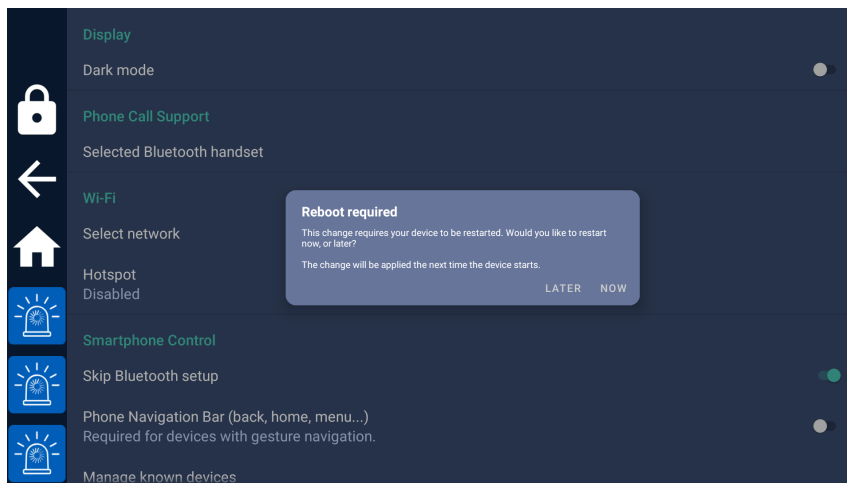 Display
Dark mode
Phone Call Support
Selected Bluetooth handset
Wi-Fi
Select network
Hotspot
Disabled
Reboot required
This change requires your device to be restarted. Would you like to restart
now, or later?
The change will be applied the next time the device starts.
LATER NOW
Smartphone Control
Skip Bluetooth setup
Phone Navigation Bar (back, home, menu...)
Required for devices with gesture navigation.
Manage known devices